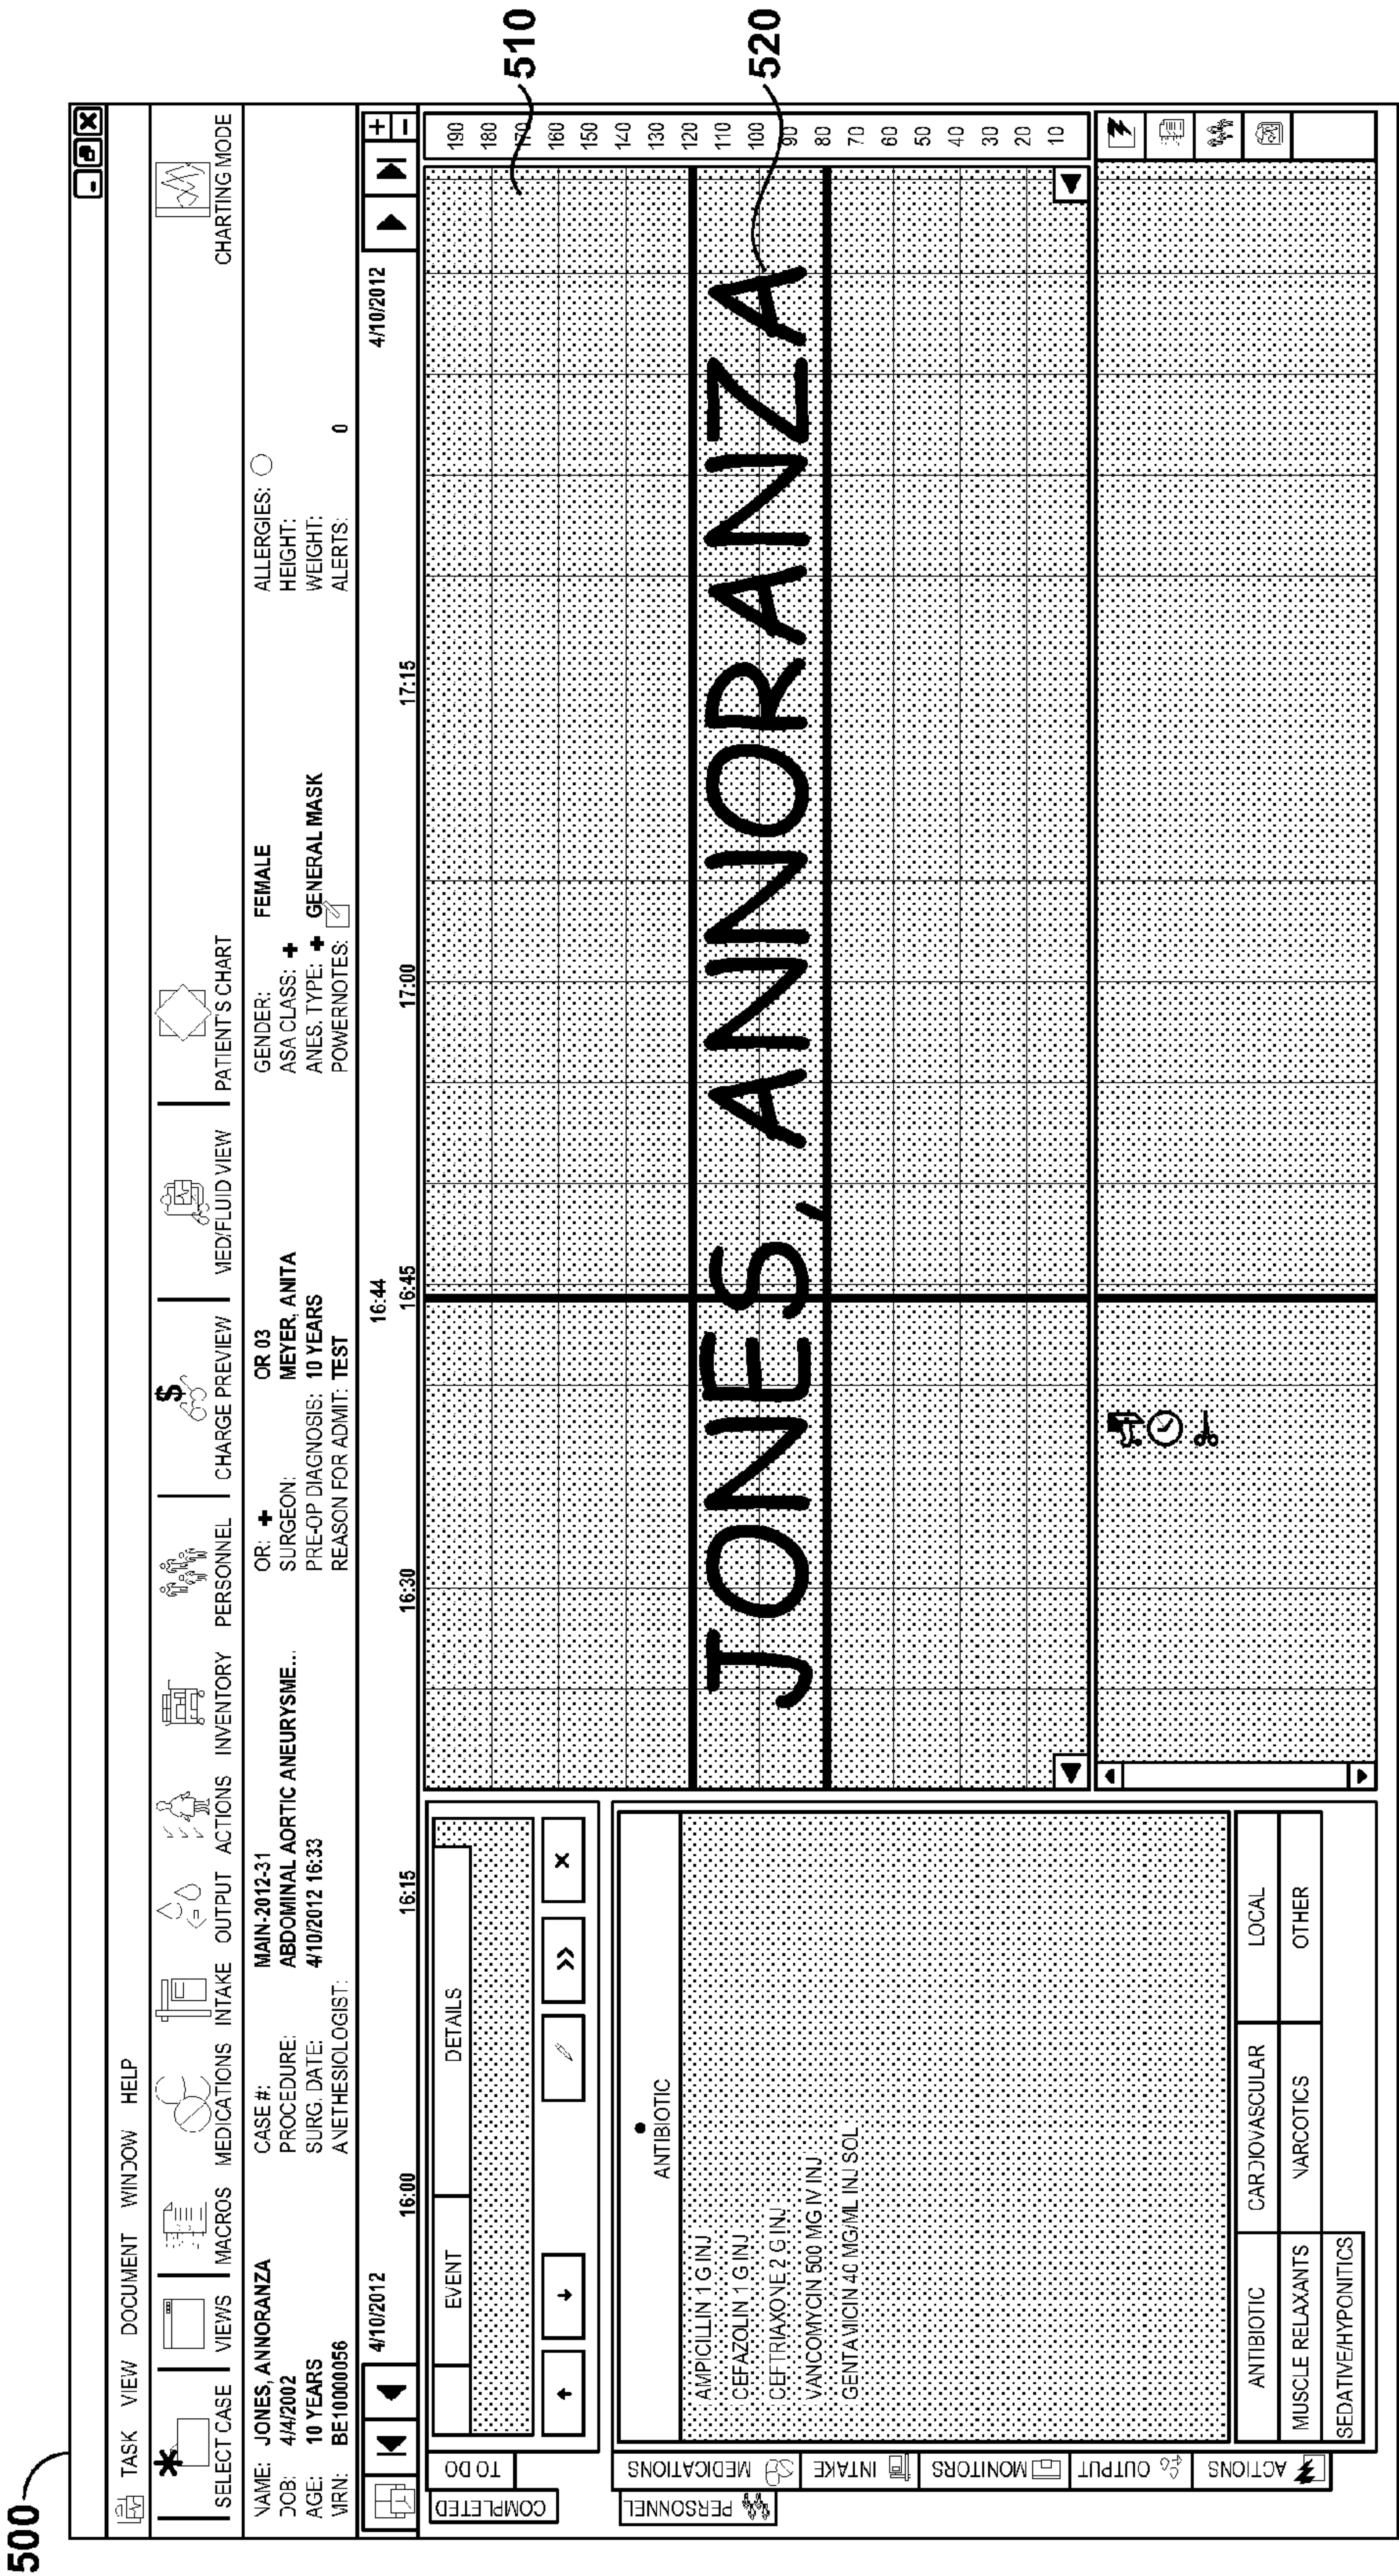 500
TASK VIEW DOCUMENT WINDOW HELP
SELECT CASE VIEWS MACROS MEDICATIONS INTAKE OUTPUT ACTIONS INVENTORY PERSONNEL CHARGE PREVIEW MED/FLUID VIEW PATIENT'S CHART CHARTING MODE
$
NAME: JONES, ANNORANZA CASE #: MAIN-2012-31 OR: + OR 03 GENDER: FEMALE ALLERGIES:
DOB: 4/4/2002 PROCEDURE: ABDOMINAL AORTIC ANEURYSME... SURGEON: MEYER, ANITA ASA CLASS: + HEIGHT:
AGE: 10 YEARS SURG. DATE: 4/10/2012 16:33 PRE-OP DIAGNOSIS: 10 YEARS ANES. TYPE: + GENERAL MASK WEIGHT:
MRN: BE10000056 ANETHESIOLOGIST: REASON FOR ADMIT: TEST POWERNOTES: ALERTS: 0
4/10/2012 16:44 4/10/2012 + -
16:00 16:15 16:30 16:45 17:00 17:15
COMPLETED
TO DO
EVENT DETAILS
>> X
190
180
170
160
150
140
130
120
110
100
90
80
70
60
50
40
30
20
10
510
520
JONES, ANNORANZA
PERSONNEL
MEDICATIONS
INTAKE
MONITORS
OUTPUT
ACTIONS
ANTIBIOTIC
AMPICILLIN 1 G INJ
CEFAZOLIN 1 G INJ
CEFTRIAXONE 2 G INJ
VANCOMYCIN 500 MG IV INJ
GENTAMICIN 40 MG/ML INJ SOL
ANTIBIOTIC CARDIOVASCULAR LOCAL
MUSCLE RELAXANTS NARCOTICS OTHER
SEDATIVE/HYPONITICS